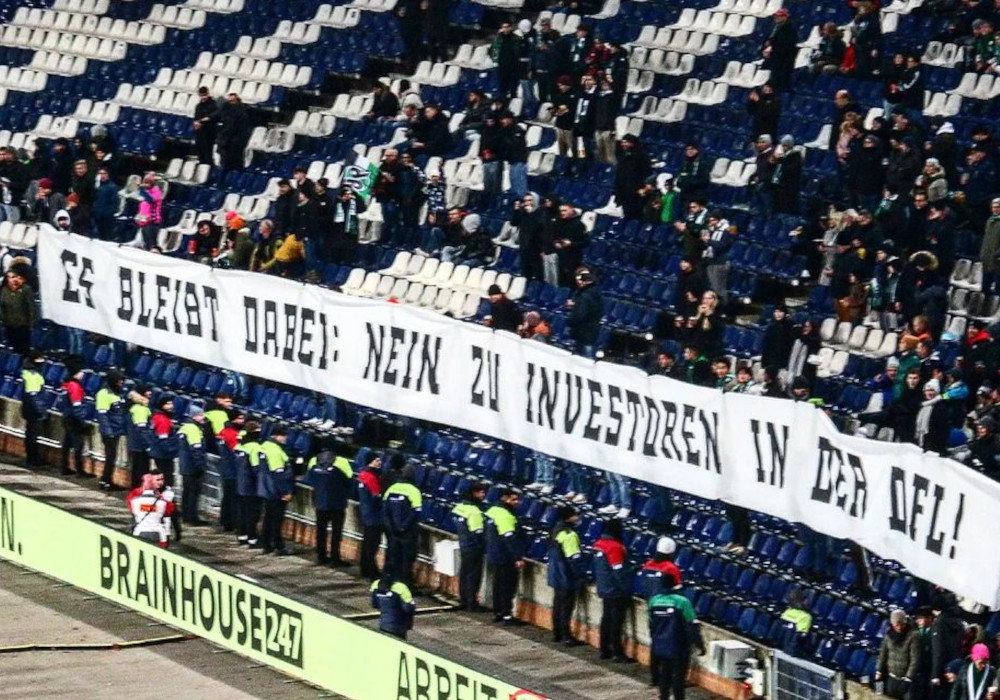 ES BLEIBT DABEI: NEIN ZU INVESTOREN IN DER DFL!
N.
BRAINHOUSE247
ARBEIT